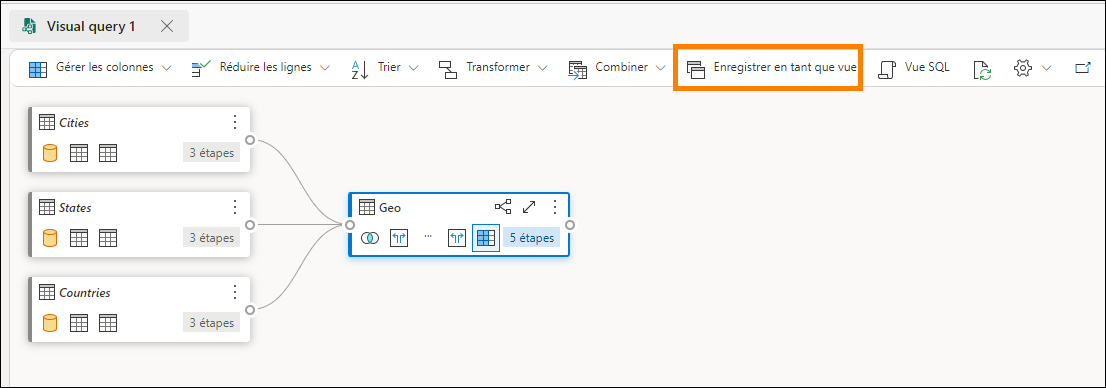 Visual query 1
Gérer les colonnes
Réduire les lignes
Trier
Transformer
Combiner
Enregistrer en tant que vue
Vue SQL
Cities
3 étapes
States
3 étapes
Countries
3 étapes
Geo
5 étapes